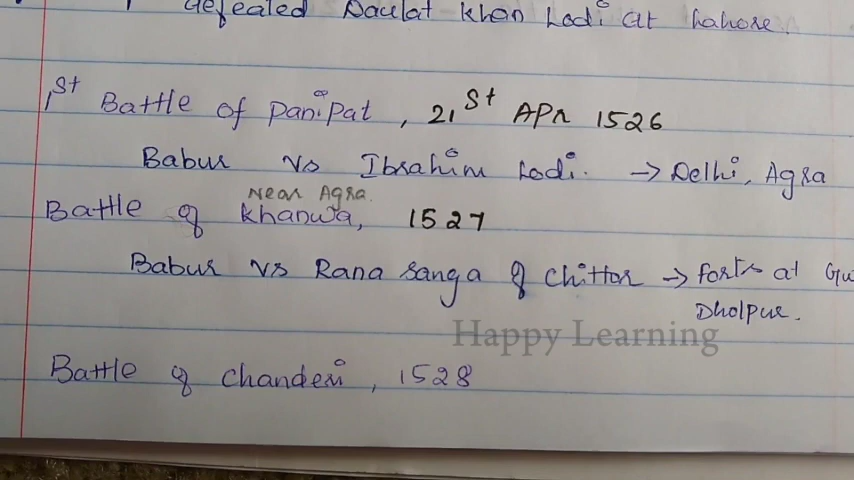 defeated Daulat Khan Lodi at Lahore.
1st Battle of Panipat, 21st Apr 1526
Babur vs Ibrahim Lodi. → Delhi, Agra
Near Agra.
Battle of Khanwa, 1527
Babur vs Rana Sanga of Chittor → forts at
Dholpur.
Happy Learning
Battle of Chanderi, 1528